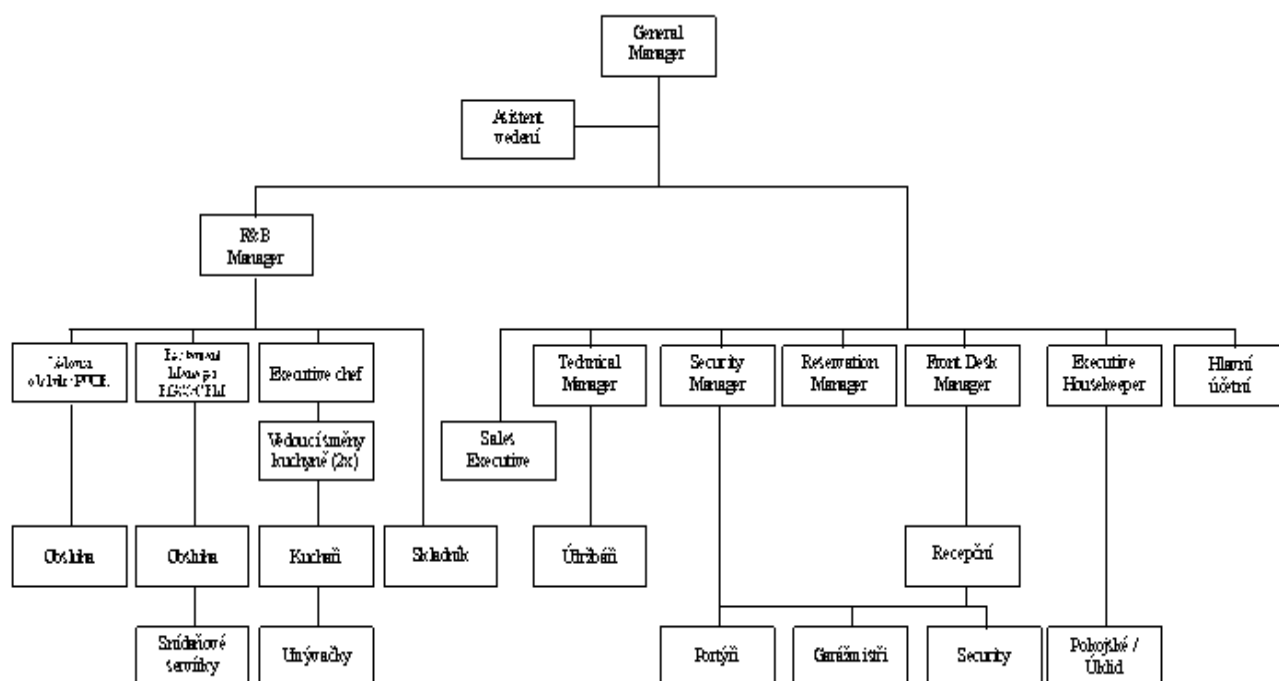 General
Manager
Asistent
vedení
F&B
Manager
Executive chef
Technical
Manager
Security
Manager
Reservation
Manager
Front Desk
Manager
Executive
Housekeeper
Hlavní
účetní
Vedoucí směny
kuchyně (2x)
Sales
Executive
Obsluha
Obsluha
Kuchaři
Skladník
Údržbáři
Recepční
Snídaňové
servírky
Umývačky
Portýři
Garážmistři
Security
Pokojské /
Úklid